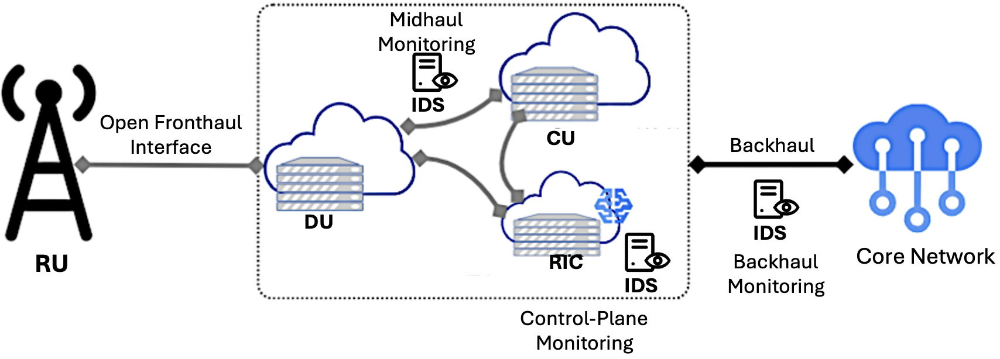 Midhaul
Monitoring
IDS
CU
Open Fronthaul
Interface
Backhaul
DU
RU
RIC
IDS
IDS
Backhaul
Monitoring
Core Network
Control-Plane
Monitoring